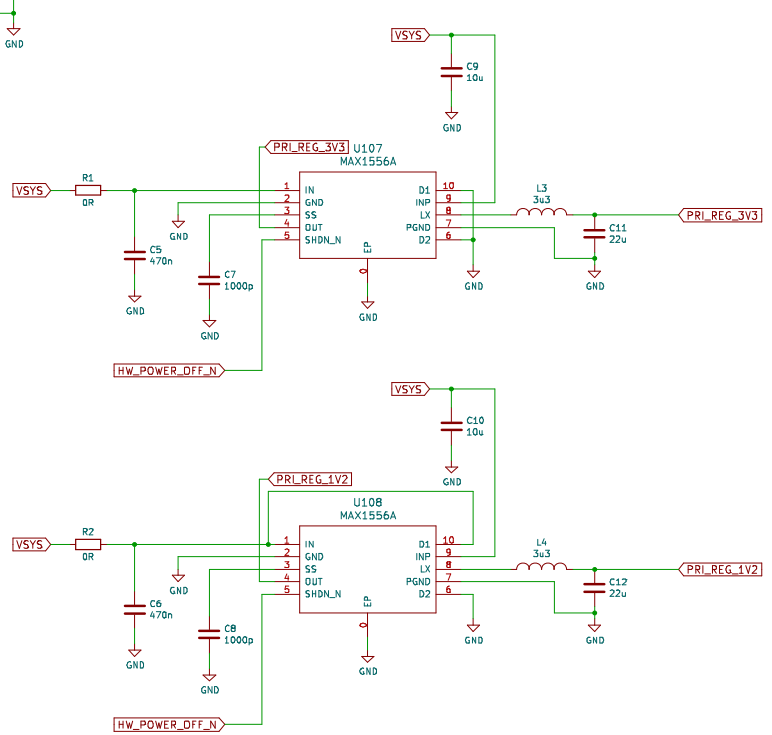 GND
VSYS
C9
10u
GND
PRI_REG_3V3
U107
MAX1556A
VSYS
R1
0R
1 IN
2 GND
3 SS
4 OUT
5 SHDN_N
D1 10
INP 9
LX 8
PGND 7
D2 6
EP
L3
3u3
PRI_REG_3V3
C11
22u
GND
C5
470n
GND
C7
1000p
GND
GND
GND
GND
HW_POWER_OFF_N
VSYS
C10
10u
GND
PRI_REG_1V2
U108
MAX1556A
VSYS
R2
0R
1 IN
2 GND
3 SS
4 OUT
5 SHDN_N
D1 10
INP 9
LX 8
PGND 7
D2 6
EP
L4
3u3
PRI_REG_1V2
C12
22u
GND
C6
470n
GND
C8
1000p
GND
GND
GND
GND
HW_POWER_OFF_N